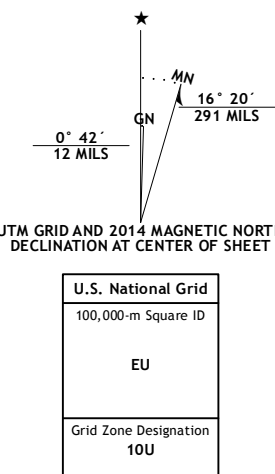 MN
GN
0° 42´
12 MILS
16° 20´
291 MILS
UTM GRID AND 2014 MAGNETIC NORTH
DECLINATION AT CENTER OF SHEET
U.S. National Grid
100,000-m Square ID
EU
Grid Zone Designation
10U